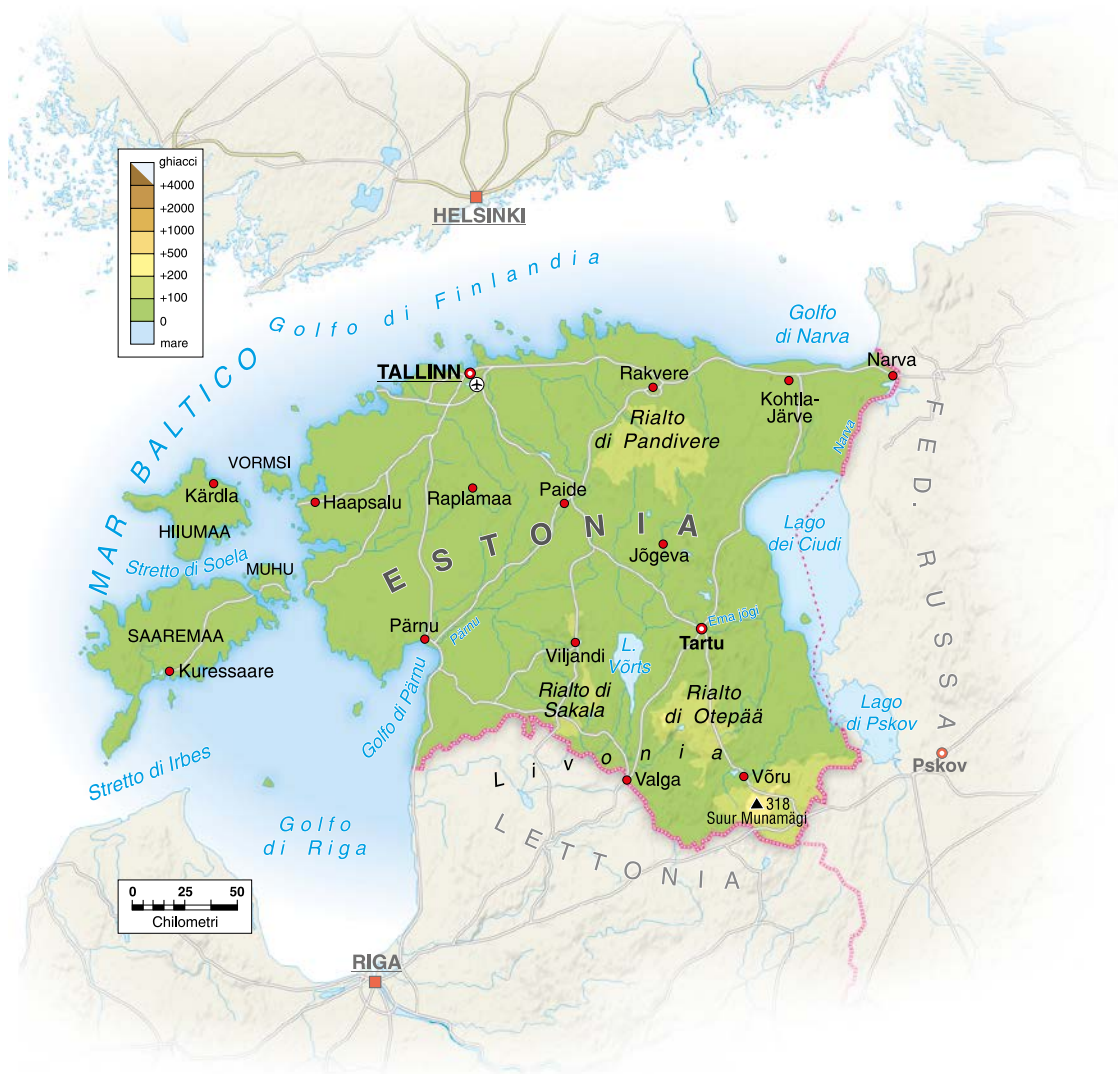 ghiacci
+4000
+2000
+1000
+500
+200
+100
0
mare
HELSINKI
Golfo di Finlandia
MAR BALTICO
Golfo
di Narva
TALLINN
Rakvere
Narva
Kohtla-
Järve
Rialto
di Pandivere
Narva
FED. RUSSA
VORMSI
Kärdla
Haapsalu
Raplamaa
Paide
HIIUMAA
ESTONIA
Lago
dei Ciudi
Stretto di Soela
Jõgeva
MUHU
SAAREMAA
Pärnu
Pärnu
Ema jõgi
Tartu
Viljandi
L.
Võrts
Kuressaare
Golfo di Pärnu
Rialto di
Sakala
Rialto
di Otepää
Lago
di Pskov
Stretto di Irbes
Livonia
Pskov
Valga
Võru
318
Suur Munamägi
Golfo
di Riga
LETTONIA
0 25 50
Chilometri
RIGA